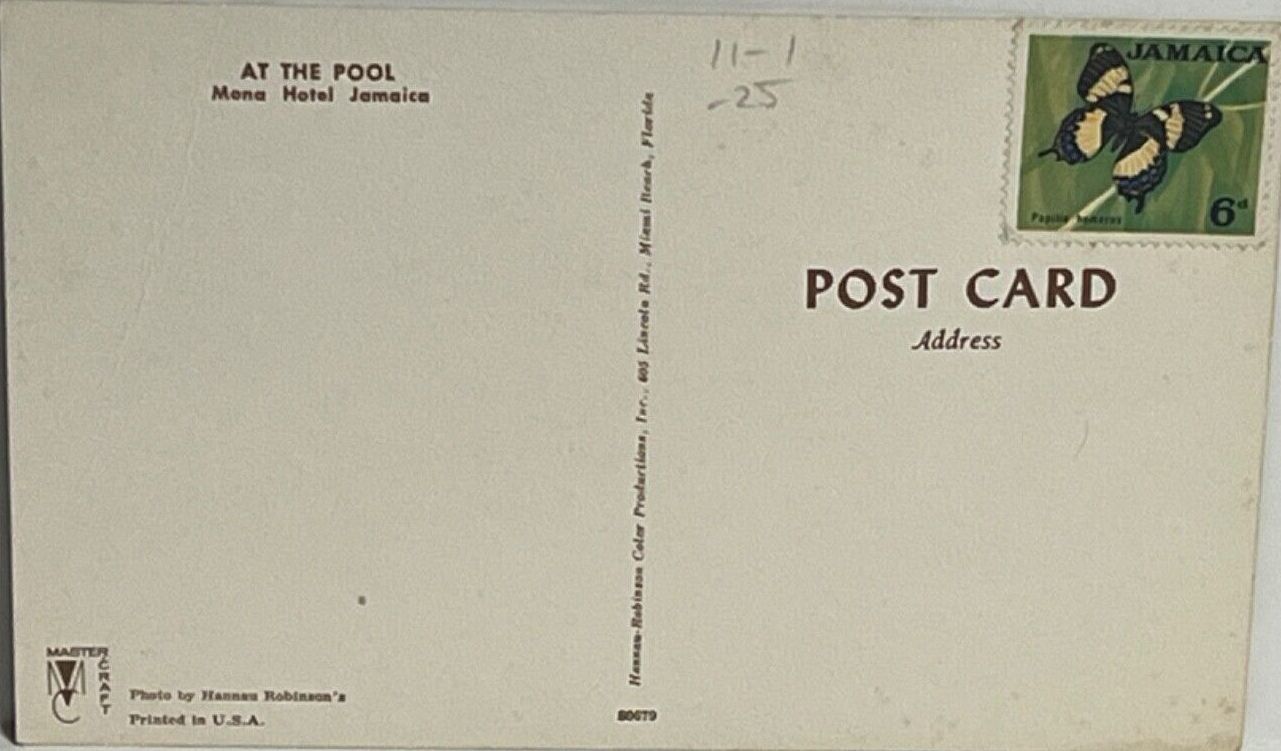 AT THE POOL
Mona Hotel Jamaica
11-1
-25
JAMAICA
Papilio homerus
6d
POST CARD
Address
Hannau-Robinson Color Productions, Inc., 605 Lincoln Rd., Miami Beach, Florida
MASTER
CRAFT
MC
Photo by Hannau Robinson's
Printed in U.S.A.
80679